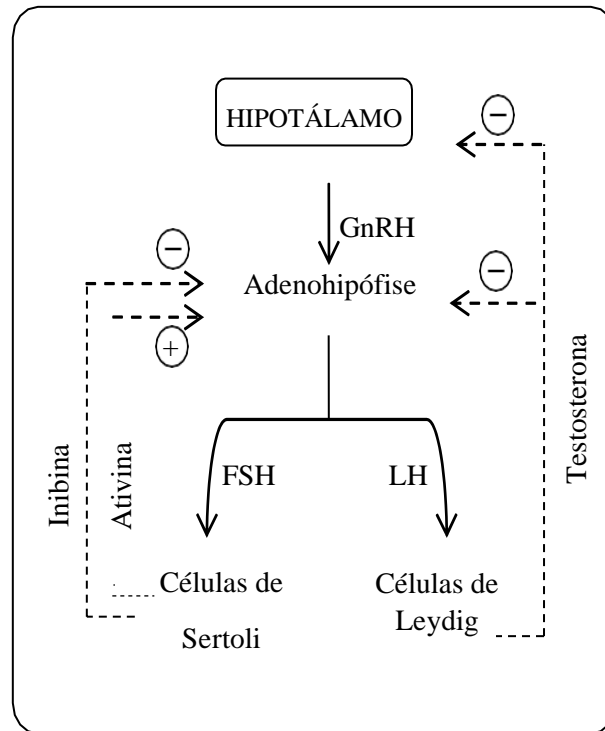 HIPOTÁLAMO
−
GnRH
−
Adenohipófise
−
+
Inibina
Ativina
FSH
LH
Testosterona
Células de
Sertoli
Células de
Leydig